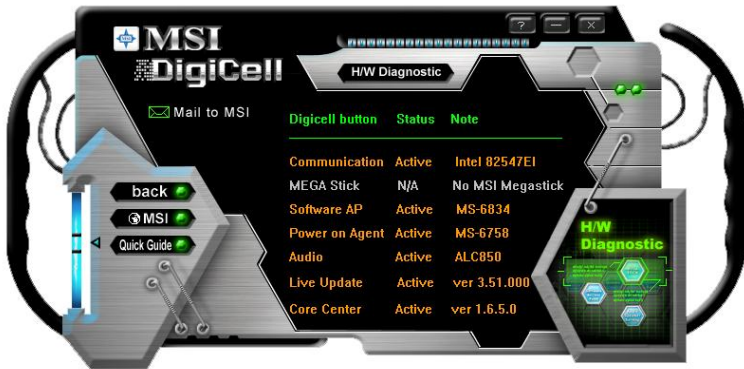 ? — X
MSI
DigiCell
H/W Diagnostic
Mail to MSI
Digicell button Status Note
Communication Active Intel 82547EI
MEGA Stick N/A No MSI Megastick
Software AP Active MS-6834
Power on Agent Active MS-6758
Audio Active ALC850
Live Update Active ver 3.51.000
Core Center Active ver 1.6.5.0
back
MSI
Quick Guide
H/W
Diagnostic